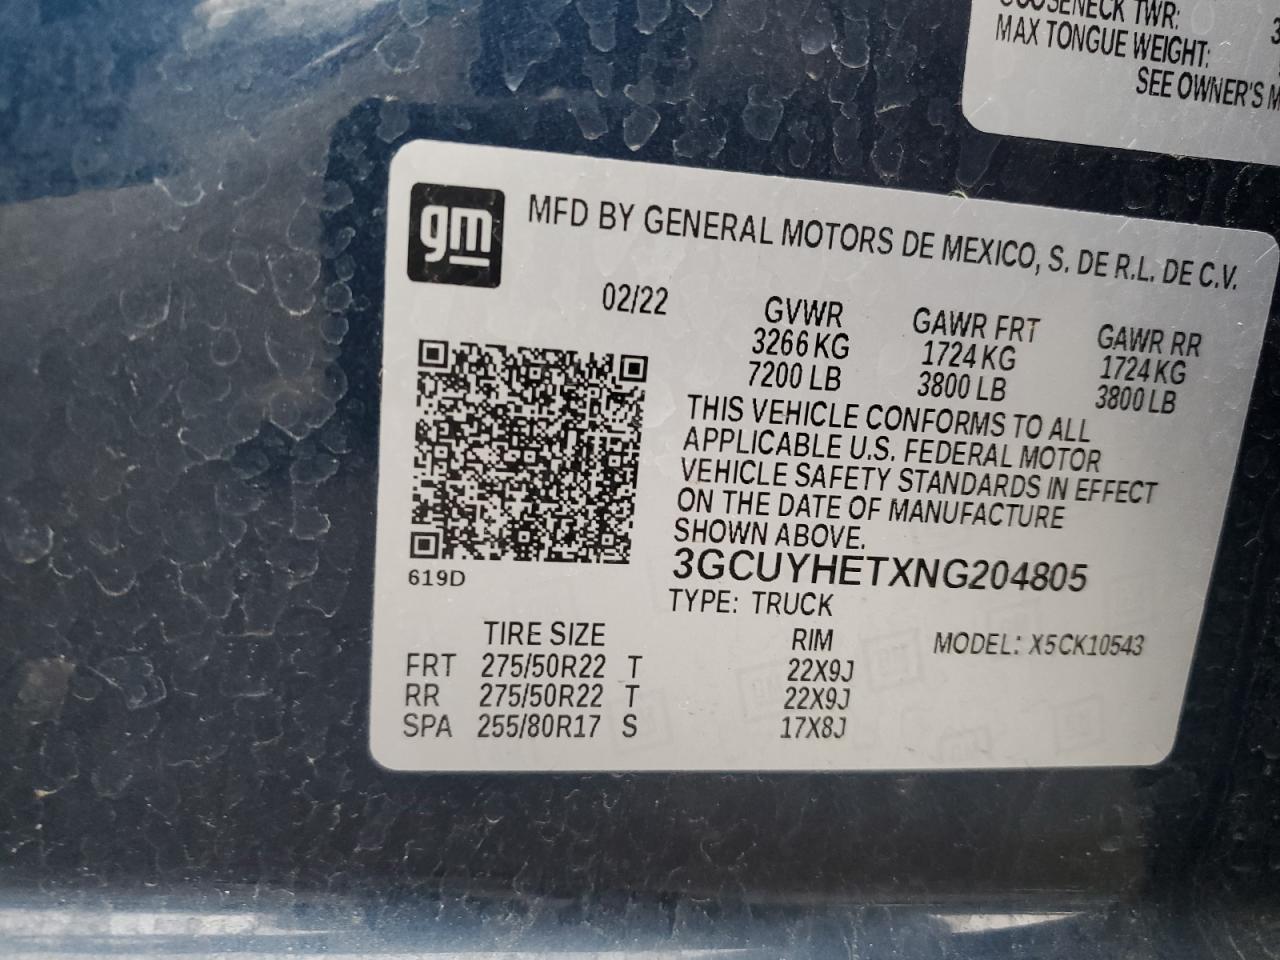 GOOSENECK TWR:
MAX TONGUE WEIGHT:
SEE OWNER'S
gm
MFD BY GENERAL MOTORS DE MEXICO, S. DE R.L. DE C.V.
02/22 GVWR GAWR FRT GAWR RR
3266 KG 1724 KG 1724 KG
7200 LB 3800 LB 3800 LB
THIS VEHICLE CONFORMS TO ALL
APPLICABLE U.S. FEDERAL MOTOR
VEHICLE SAFETY STANDARDS IN EFFECT
ON THE DATE OF MANUFACTURE
SHOWN ABOVE.
3GCUYHETXNG204805
619D
TYPE: TRUCK
TIRE SIZE RIM MODEL: X5CK10543
FRT 275/50R22 T 22X9J
RR 275/50R22 T 22X9J
SPA 255/80R17 S 17X8J